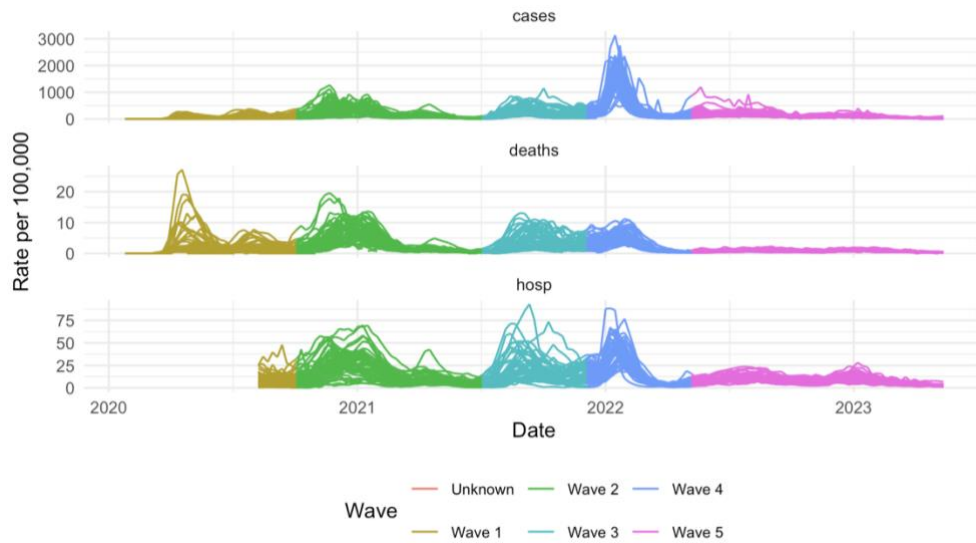 cases
3000
2000
1000
0
deaths
20
10
0
hosp
75
50
25
0
Rate per 100,000
2020 2021 2022 2023
Date
Wave
Unknown Wave 2 Wave 4
Wave 1 Wave 3 Wave 5